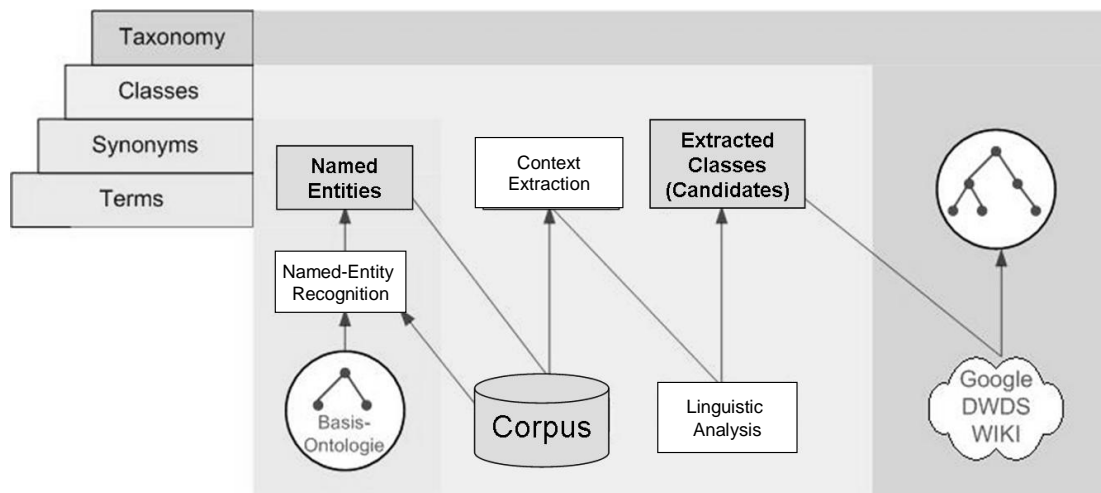 Taxonomy
Classes
Synonyms
Terms
Named
Entities
Context
Extraction
Extracted
Classes
(Candidates)
Named-Entity
Recognition
Basis-
Ontologie
Corpus
Linguistic
Analysis
Google
DWDS
WIKI